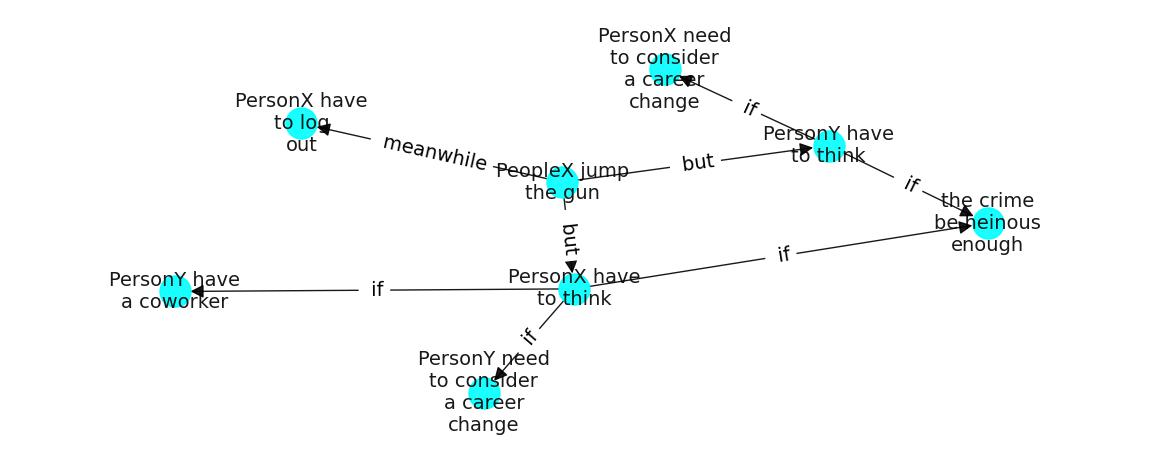 PersonX need
to consider
a career
change
if
PersonX have
to log
out
meanwhile
PersonY have
to think
but
PeopleX jump
the gun
if
the crime
be heinous
enough
but
if
PersonX have
to think
PersonY have
a coworker
if
if
PersonY need
to consider
a career
change